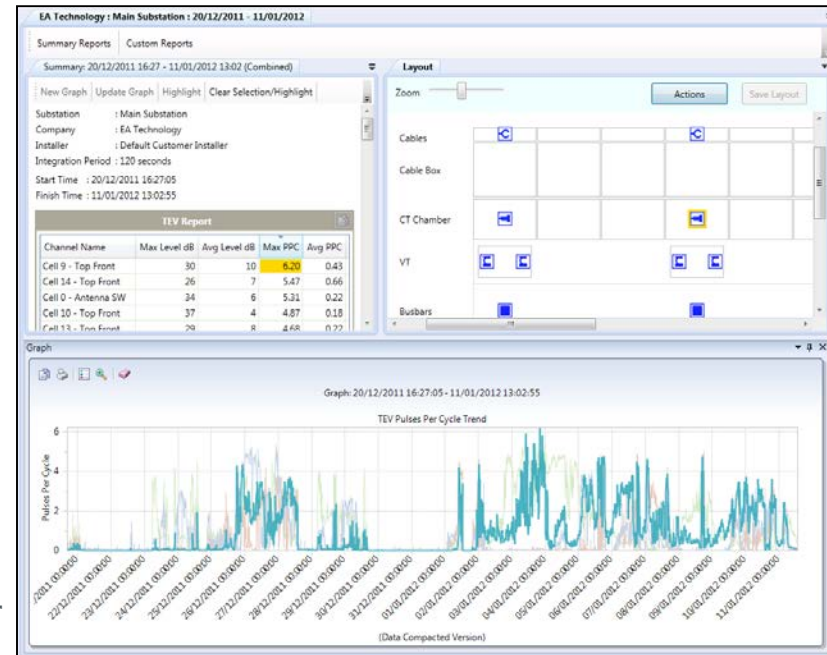 EA Technology : Main Substation : 20/12/2011 - 11/01/2012
Summary Reports Custom Reports
Summary: 20/12/2011 16:27 - 11/01/2012 13:02 (Combined)
New Graph Update Graph Highlight Clear Selection/Highlight
Substation : Main Substation
Company : EA Technology
Installer : Default Customer Installer
Integration Period : 120 seconds
Start Time : 20/12/2011 16:27:05
Finish Time : 11/01/2012 13:02:55
TEV Report
Channel Name Max Level dB Avg Level dB Max PPC Avg PPC
Cell 9 - Top Front 30 10 6.20 0.43
Cell 14 - Top Front 26 7 5.47 0.66
Cell 0 - Antenna SW 34 6 5.31 0.22
Cell 10 - Top Front 37 4 4.87 0.18
Cell 13 - Top Front 29 8 4.68 0.22
Layout
Zoom Actions Save Layout
Cables
Cable Box
CT Chamber
VT
Busbars
Graph
Graph: 20/12/2011 16:27:05 - 11/01/2012 13:02:55
TEV Pulses Per Cycle Trend
Pulses Per Cycle
6
4
2
0
/2011 00:00:00
22/12/2011 00:00:00
23/12/2011 00:00:00
24/12/2011 00:00:00
25/12/2011 00:00:00
26/12/2011 00:00:00
27/12/2011 00:00:00
28/12/2011 00:00:00
29/12/2011 00:00:00
30/12/2011 00:00:00
31/12/2011 00:00:00
01/01/2012 00:00:00
02/01/2012 00:00:00
03/01/2012 00:00:00
04/01/2012 00:00:00
05/01/2012 00:00:00
06/01/2012 00:00:00
07/01/2012 00:00:00
08/01/2012 00:00:00
09/01/2012 00:00:00
10/01/2012 00:00:00
11/01/2012 00:00:00
(Data Compacted Version)